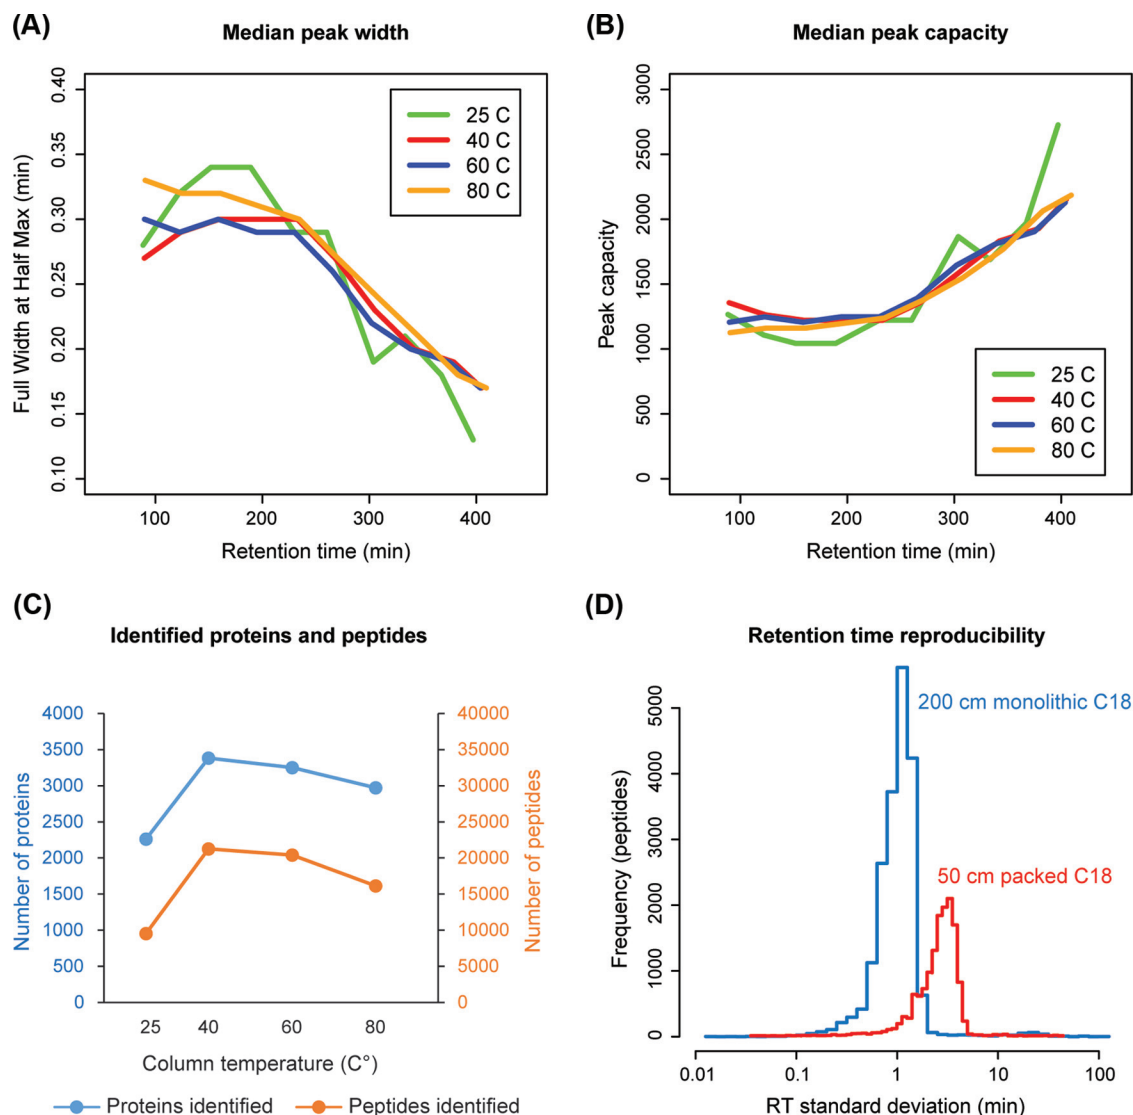 (A)
Median peak width
Full Width at Half Max (min)
0.40
0.35
0.30
0.25
0.20
0.15
0.10
25 C
40 C
60 C
80 C
100
200
300
400
Retention time (min)
(B)
Median peak capacity
Peak capacity
3000
2500
2000
1500
1000
500
0
25 C
40 C
60 C
80 C
100
200
300
400
Retention time (min)
(C)
Identified proteins and peptides
Number of proteins
4000
3500
3000
2500
2000
1500
1000
500
0
40000
35000
30000
25000
20000
15000
10000
5000
0
Number of peptides
25
40
60
80
Column temperature (C°)
Proteins identified
Peptides identified
(D)
Retention time reproducibility
Frequency (peptides)
5000
4000
3000
2000
1000
0
200 cm monolithic C18
50 cm packed C18
0.01
0.1
1
10
100
RT standard deviation (min)